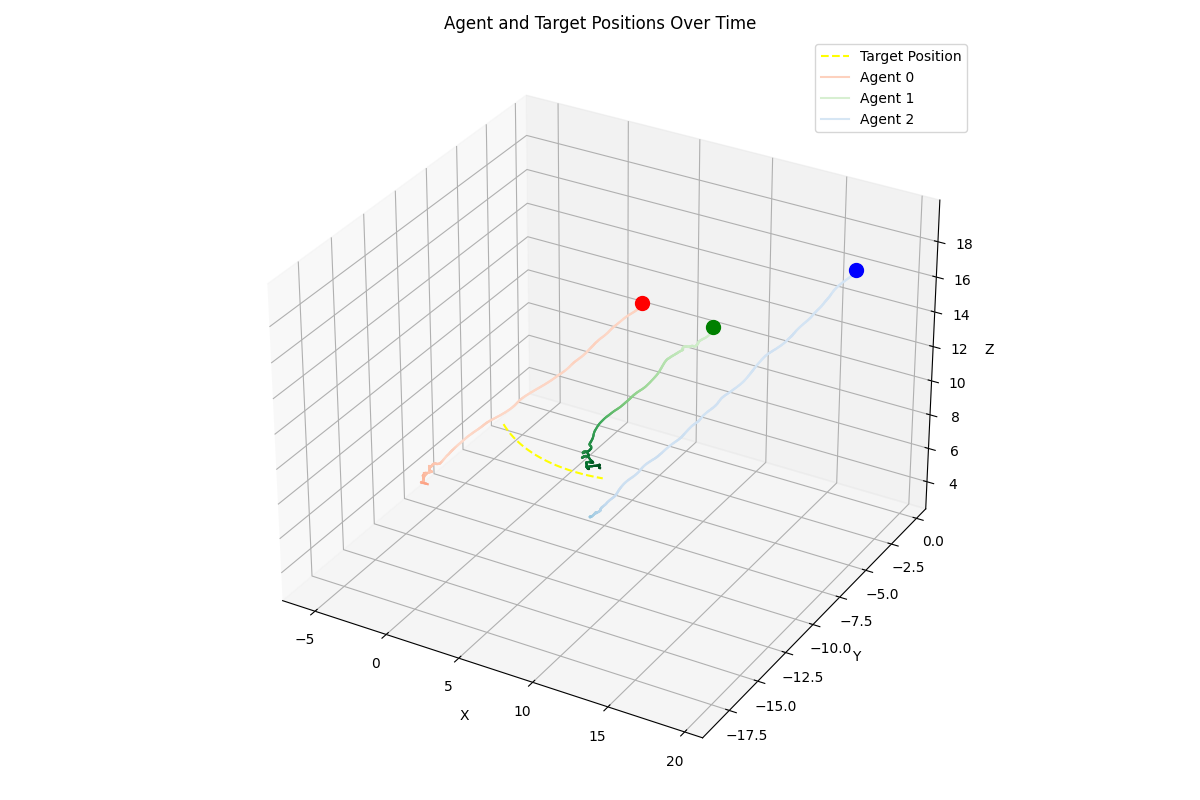 Agent and Target Positions Over Time
Target Position
Agent 0
Agent 1
Agent 2
18
16
14
12
10
8
6
4
Z
0.0
−2.5
−5.0
−7.5
−10.0
−12.5
−15.0
−17.5
Y
−5
0
5
10
15
20
X